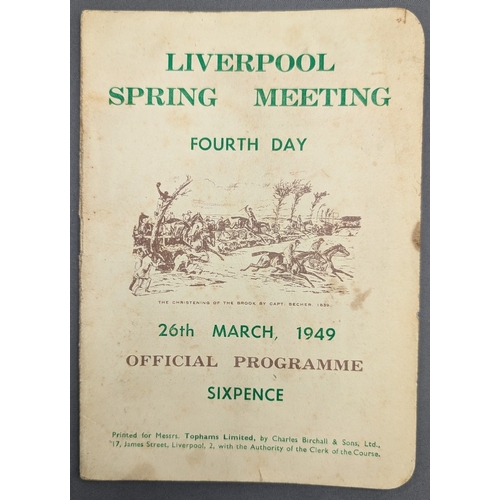 LIVERPOOL
SPRING MEETING
FOURTH DAY
THE CHRISTENING OF THE BROOK BY CAPT. BECHER, 1839.
26th MARCH, 1949
OFFICIAL PROGRAMME
SIXPENCE
Printed for Messrs. Tophams Limited, by Charles Birchall & Sons, Ltd.,
17, James Street, Liverpool, 2, with the Authority of the Clerk of the Course.